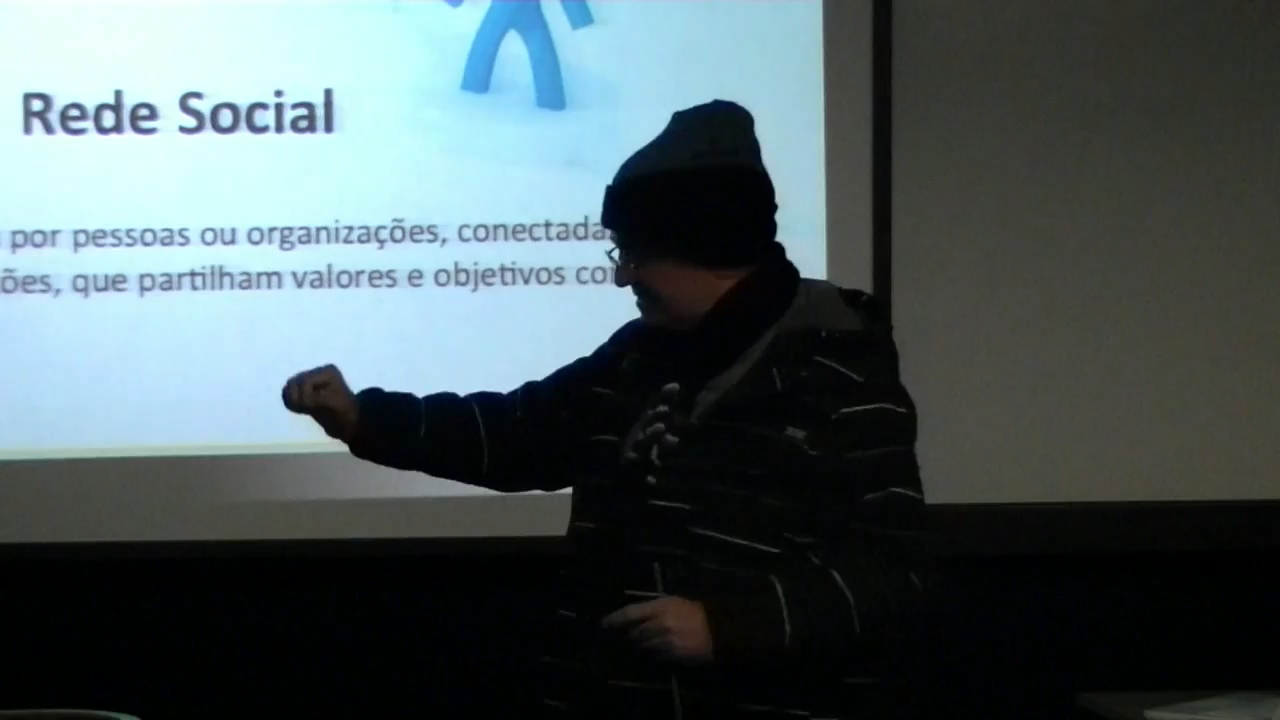 Rede Social
por pessoas ou organizações, conectadas
ões, que partilham valores e objetivos co